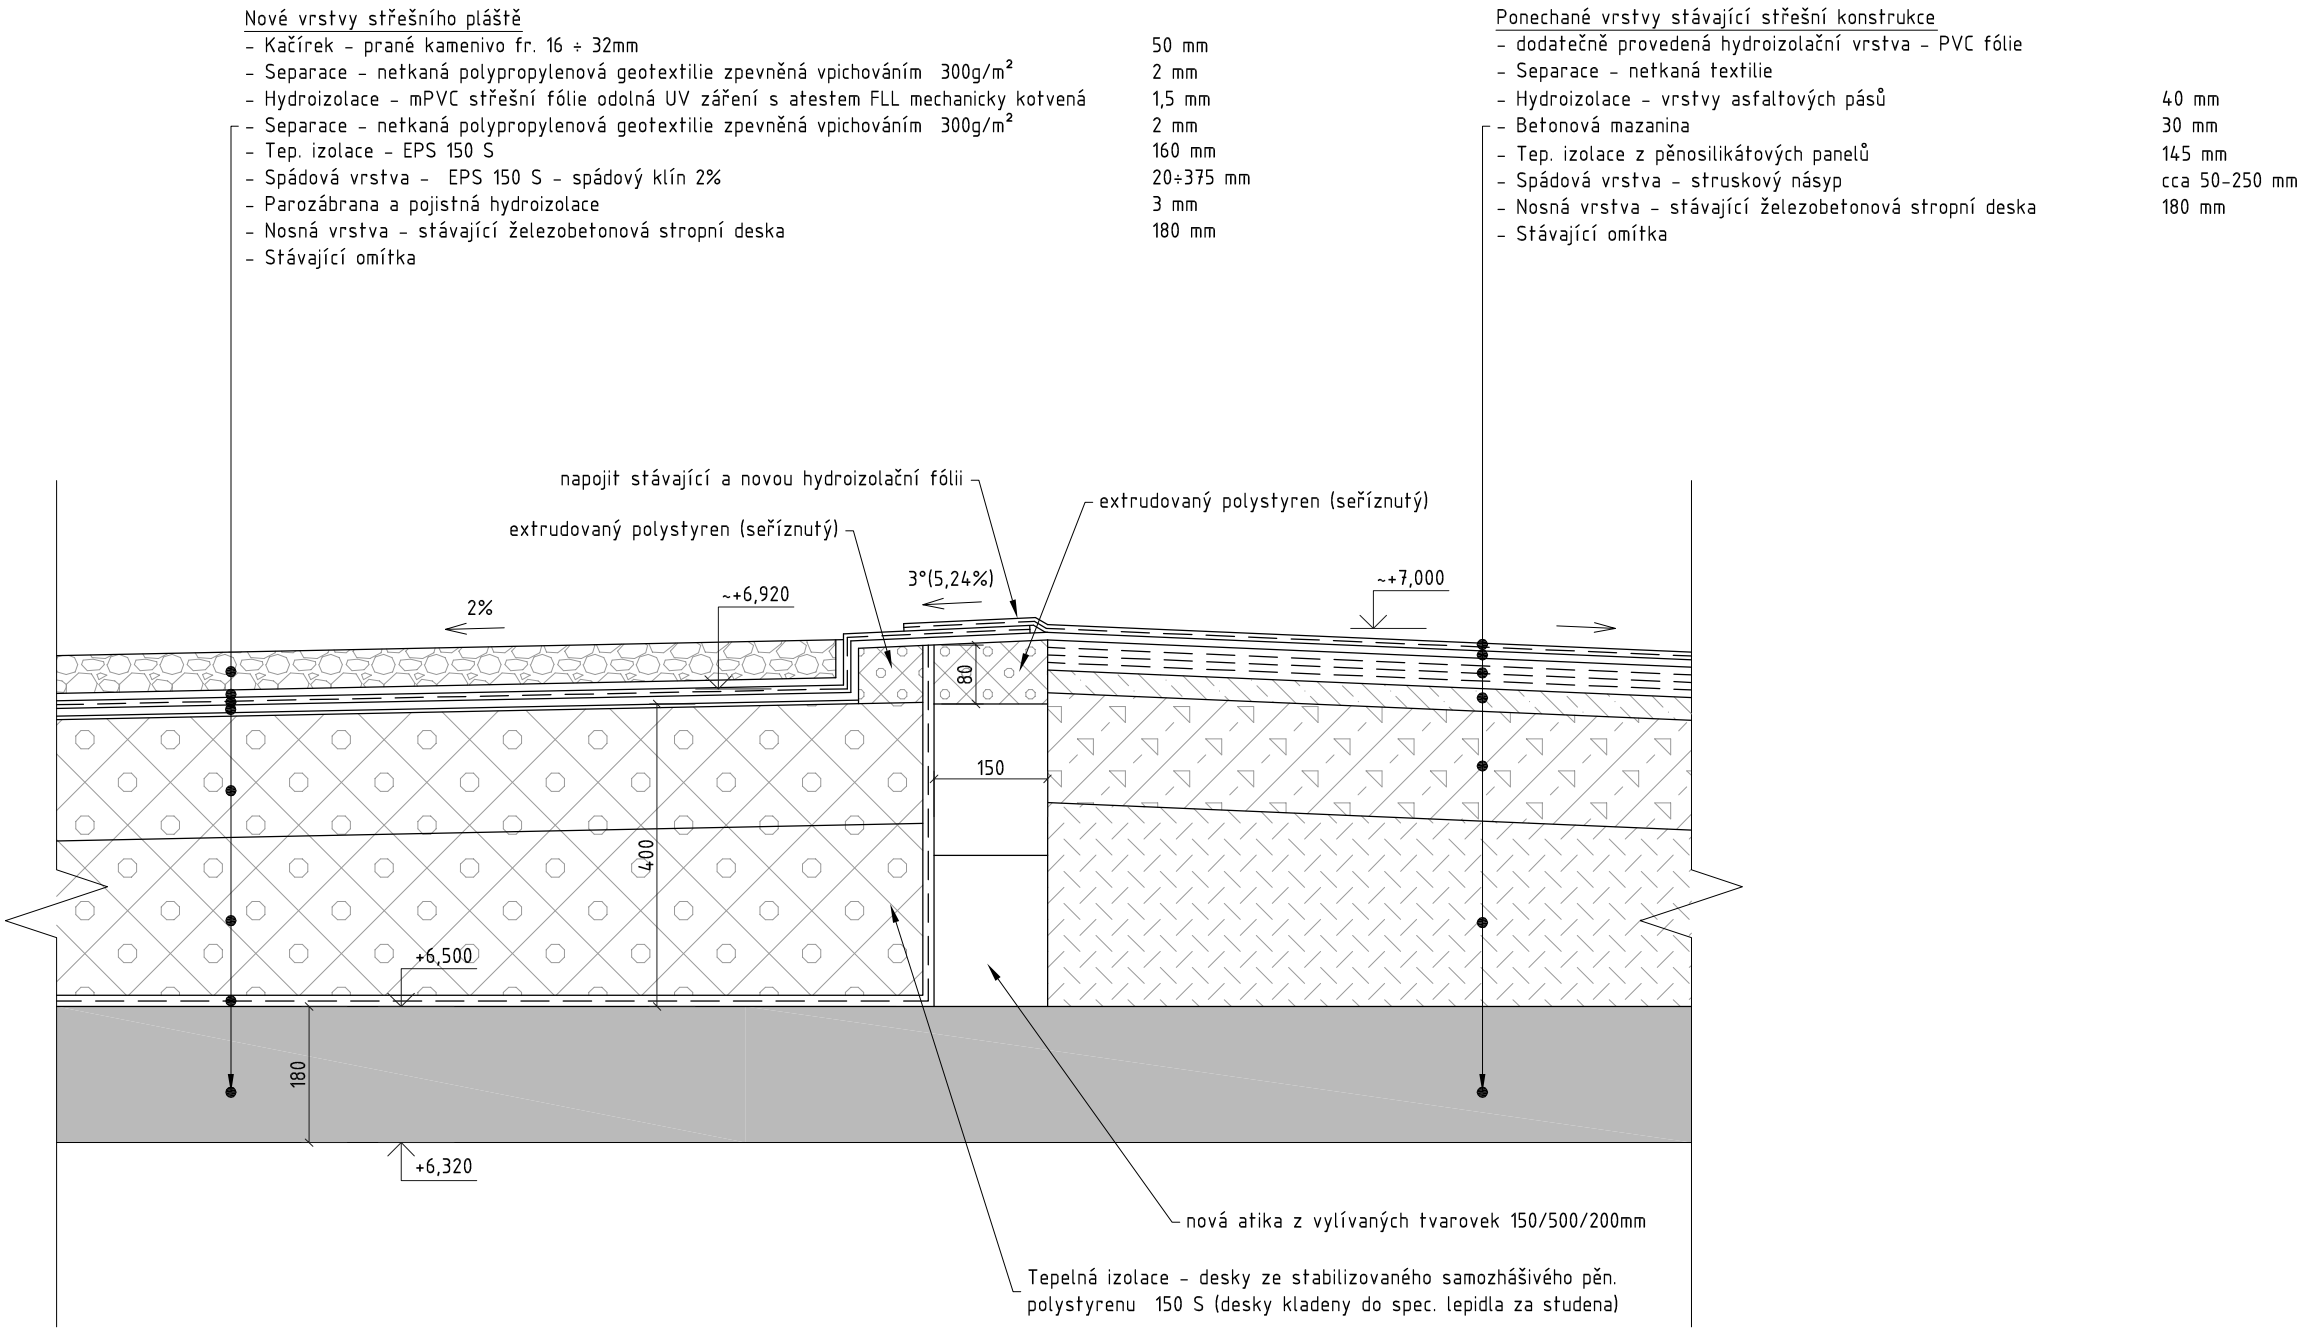 Nové vrstvy střešního pláště
- Kačírek - prané kamenivo fr. 16 ÷ 32mm 50 mm
- Separace - netkaná polypropylenová geotextilie zpevněná vpichováním 300g/m² 2 mm
- Hydroizolace - mPVC střešní fólie odolná UV záření s atestem FLL mechanicky kotvená 1,5 mm
- Separace - netkaná polypropylenová geotextilie zpevněná vpichováním 300g/m² 2 mm
- Tep. izolace - EPS 150 S 160 mm
- Spádová vrstva - EPS 150 S - spádový klín 2% 20÷375 mm
- Parozábrana a pojistná hydroizolace 3 mm
- Nosná vrstva - stávající železobetonová stropní deska 180 mm
- Stávající omítka
Ponechané vrstvy stávající střešní konstrukce
- dodatečně provedená hydroizolační vrstva - PVC fólie
- Separace - netkaná textilie
- Hydroizolace - vrstvy asfaltových pásů 40 mm
- Betonová mazanina 30 mm
- Tep. izolace z pěnosilikátových panelů 145 mm
- Spádová vrstva - struskový násyp cca 50-250 mm
- Nosná vrstva - stávající železobetonová stropní deska 180 mm
- Stávající omítka
napojit stávající a novou hydroizolační fólii
extrudovaný polystyren (seříznutý)
extrudovaný polystyren (seříznutý)
3°(5,24%)
~+7,000
~+6,920
2%
80
150
400
+6,500
180
+6,320
nová atika z vylívaných tvarovek 150/500/200mm
Tepelná izolace - desky ze stabilizovaného samozhášivého pěn.
polystyrenu 150 S (desky kladeny do spec. lepidla za studena)